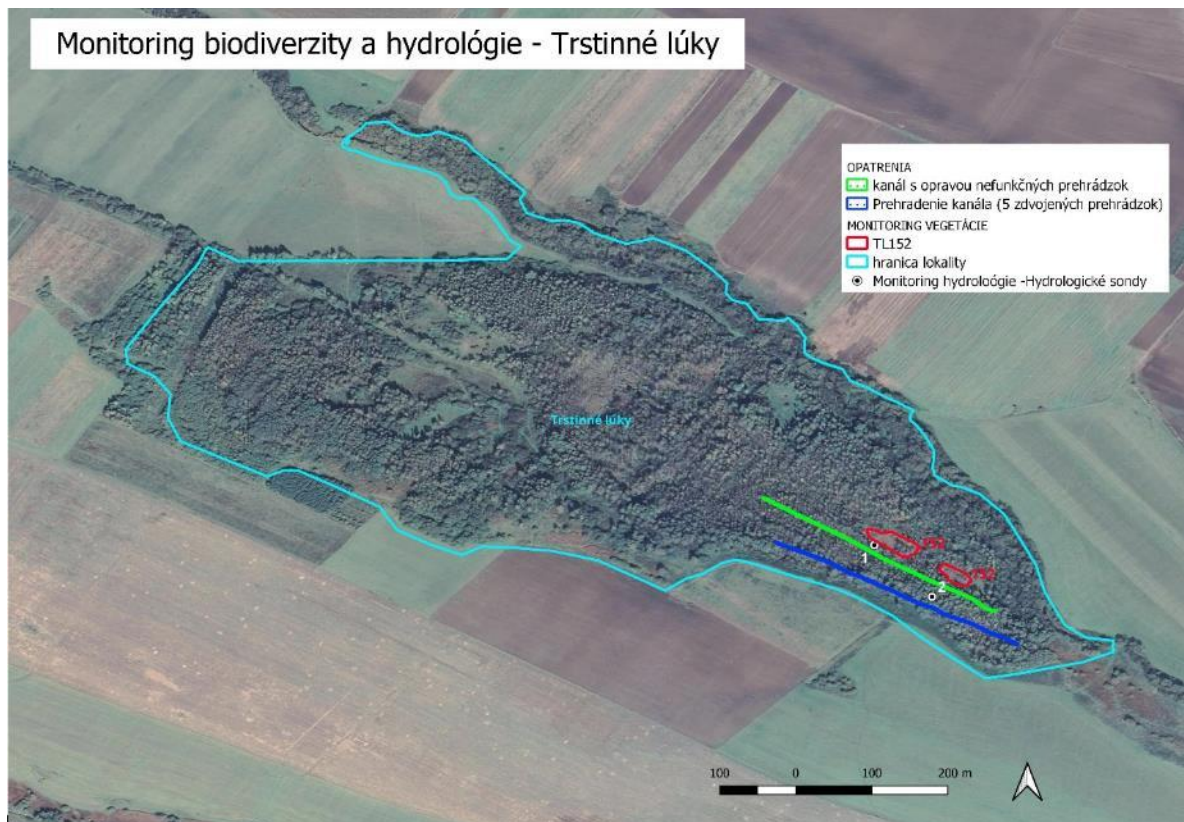 Monitoring biodiverzity a hydrológie - Trstinné lúky
OPATRENIA
kanál s opravou nefunkčných prehrádzok
Prehradenie kanála (5 zdvojených prehrádzok)
MONITORING VEGETÁCIE
TL152
hranica lokality
Monitoring hydroloógie -Hydrologické sondy
Trstinné lúky
1
2
100 0 100 200 m